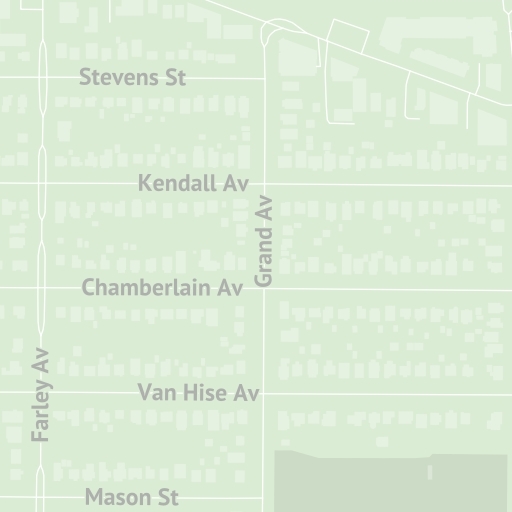 Stevens St
Kendall Av
Grand Av
Chamberlain Av
Farley Av
Van Hise Av
Mason St